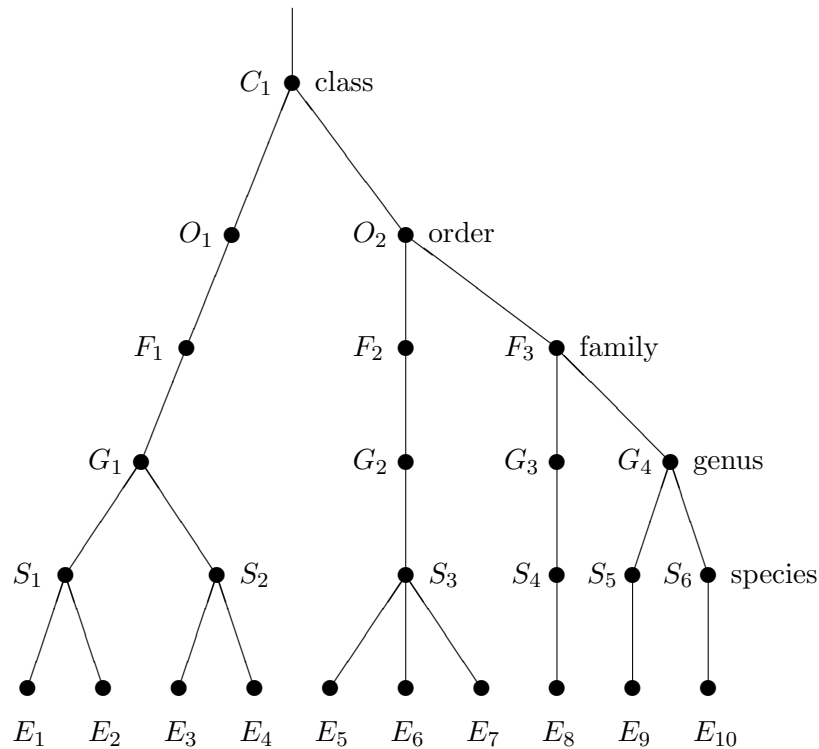 C₁ class
O₁ O₂ order
F₁ F₂ F₃ family
G₁ G₂ G₃ G₄ genus
S₁ S₂ S₃ S₄ S₅ S₆ species
E₁ E₂ E₃ E₄ E₅ E₆ E₇ E₈ E₉ E₁₀